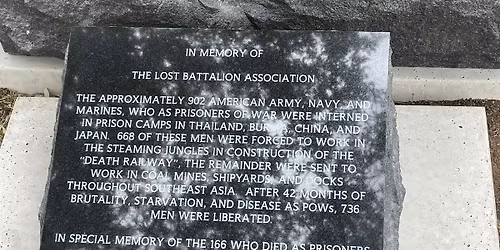 IN MEMORY OF
THE LOST BATTALION ASSOCIATION
THE APPROXIMATELY 902 AMERICAN ARMY, NAVY, AND
MARINES, WHO AS PRISONERS OF WAR WERE INTERNED
IN PRISON CAMPS IN THAILAND, BURMA, CHINA, AND
JAPAN. 668 OF THESE MEN WERE FORCED TO WORK IN
THE STEAMING JUNGLES IN CONSTRUCTION OF THE
"DEATH RAILWAY", THE REMAINDER WERE SENT TO
WORK IN COAL MINES, SHIPYARDS, AND DOCKS
THROUGHOUT SOUTHEAST ASIA. AFTER 42 MONTHS OF
BRUTALITY, STARVATION, AND DISEASE AS POWs, 736
MEN WERE LIBERATED.
IN SPECIAL MEMORY OF THE 166 WHO DIED AS PRISONERS